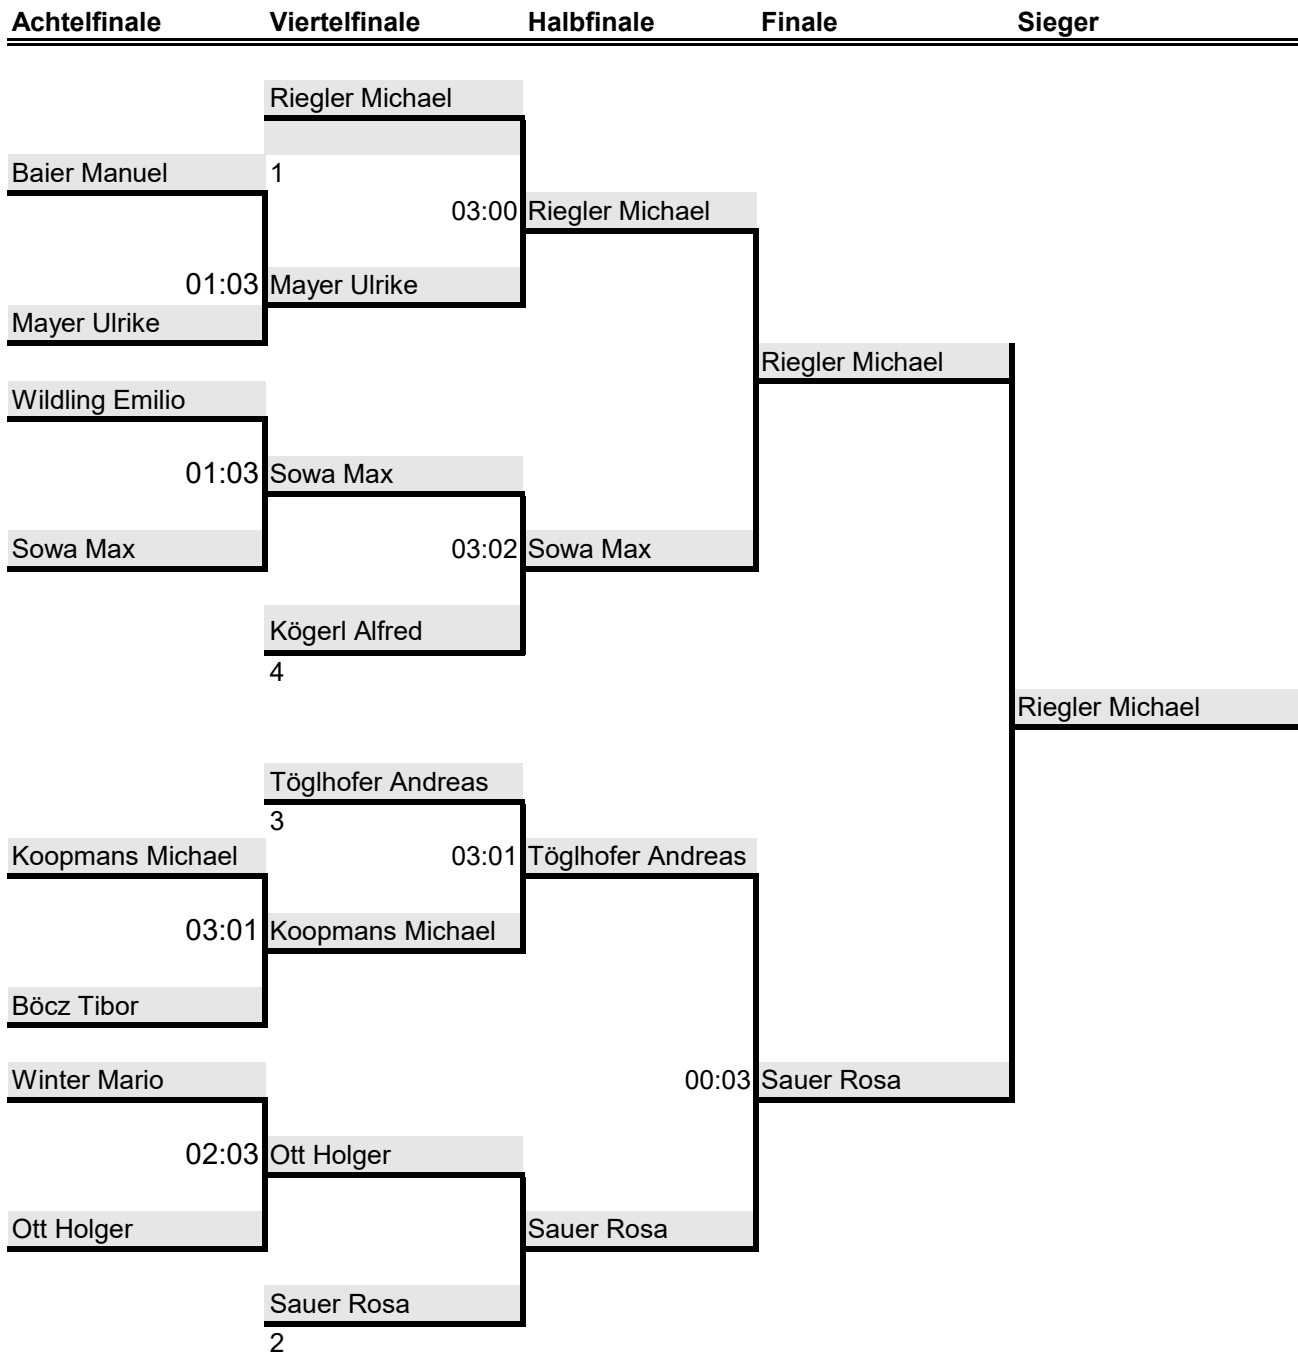 Achtelfinale Viertelfinale Halbfinale Finale Sieger
Riegler Michael
Baier Manuel 1
03:00 Riegler Michael
01:03 Mayer Ulrike
Mayer Ulrike
Riegler Michael
Wildling Emilio
01:03 Sowa Max
Sowa Max 03:02 Sowa Max
Kögerl Alfred
4
Riegler Michael
Töglhofer Andreas
3
Koopmans Michael 03:01 Töglhofer Andreas
03:01 Koopmans Michael
Böcz Tibor
Winter Mario 00:03 Sauer Rosa
02:03 Ott Holger
Ott Holger Sauer Rosa
Sauer Rosa
2